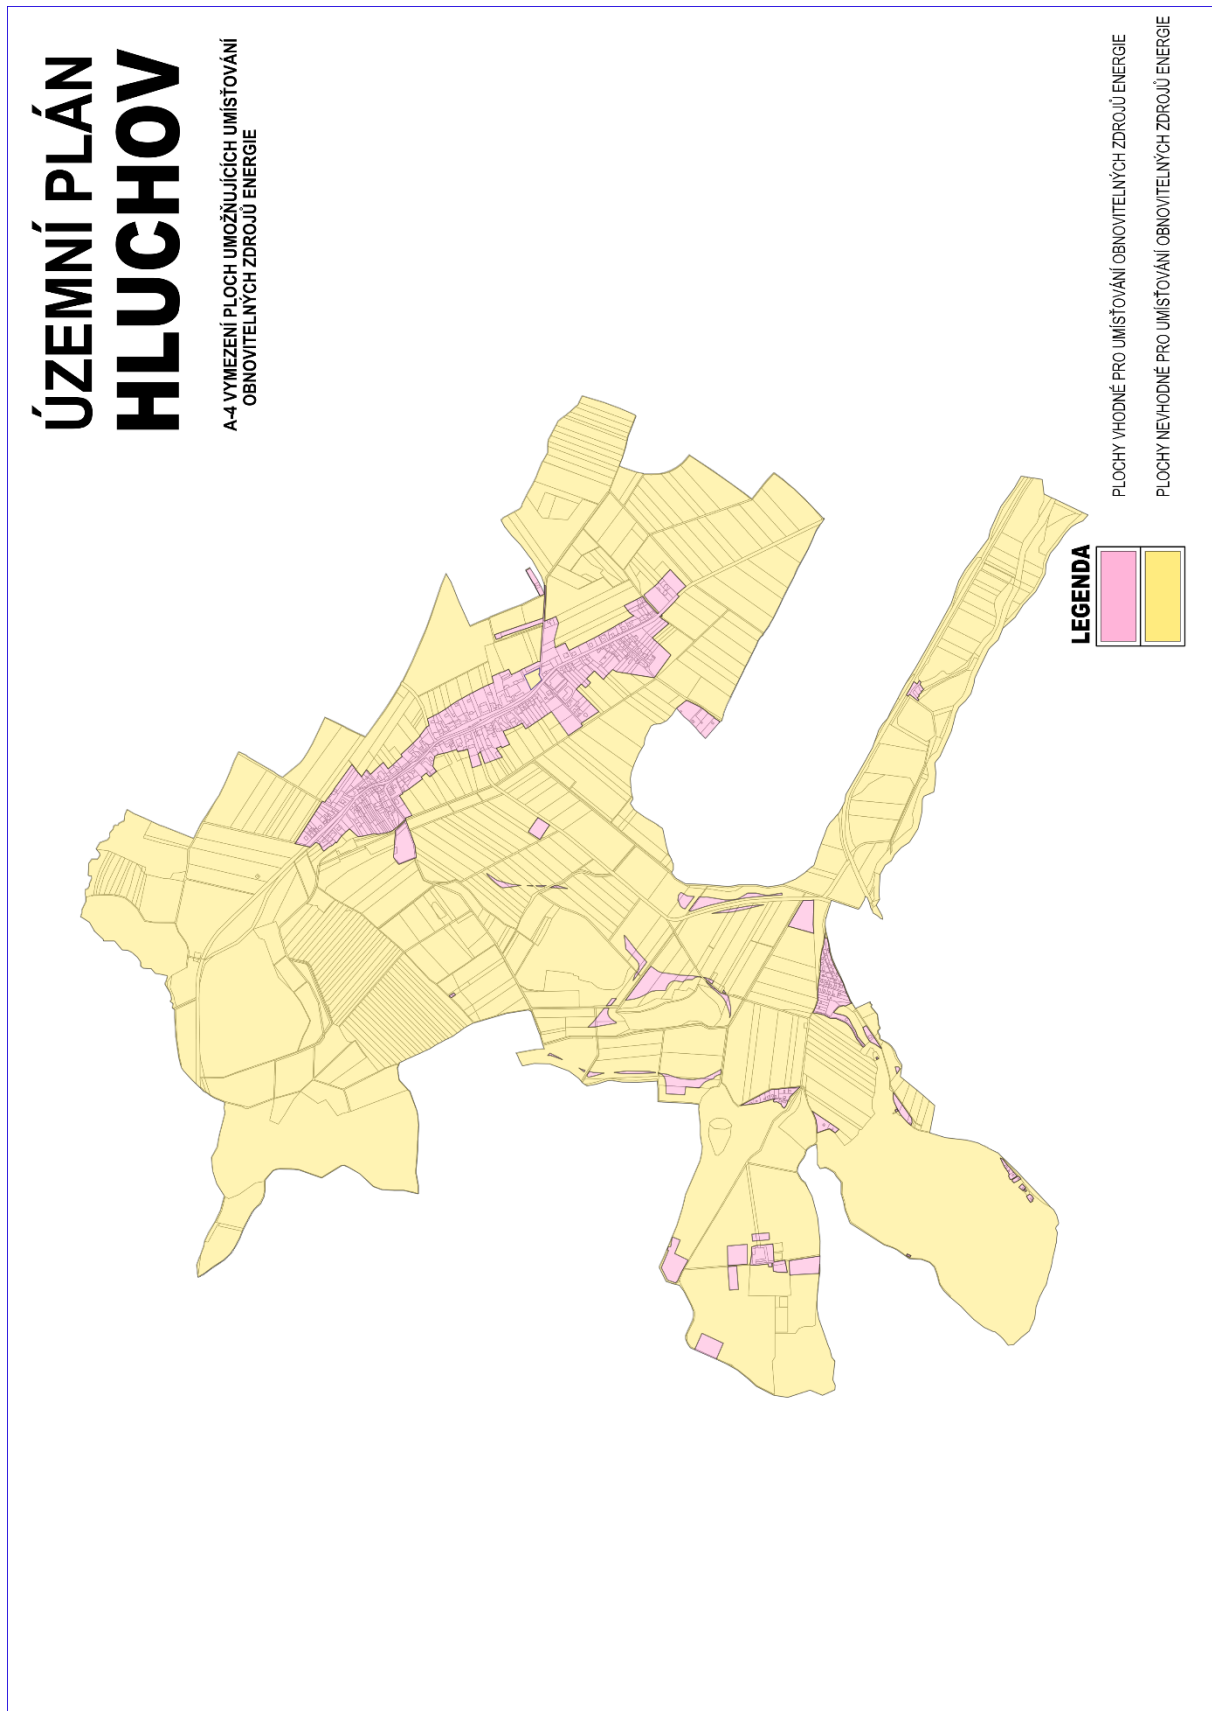 ÚZEMNÍ PLÁN
HLUCHOV
A-4 VYMEZENÍ PLOCH UMOŽŇUJÍCÍCH UMÍSŤOVÁNÍ
OBNOVITELNÝCH ZDROJŮ ENERGIE
LEGENDA
PLOCHY VHODNÉ PRO UMÍSŤOVÁNÍ OBNOVITELNÝCH ZDROJŮ ENERGIE
PLOCHY NEVHODNÉ PRO UMÍSŤOVÁNÍ OBNOVITELNÝCH ZDROJŮ ENERGIE